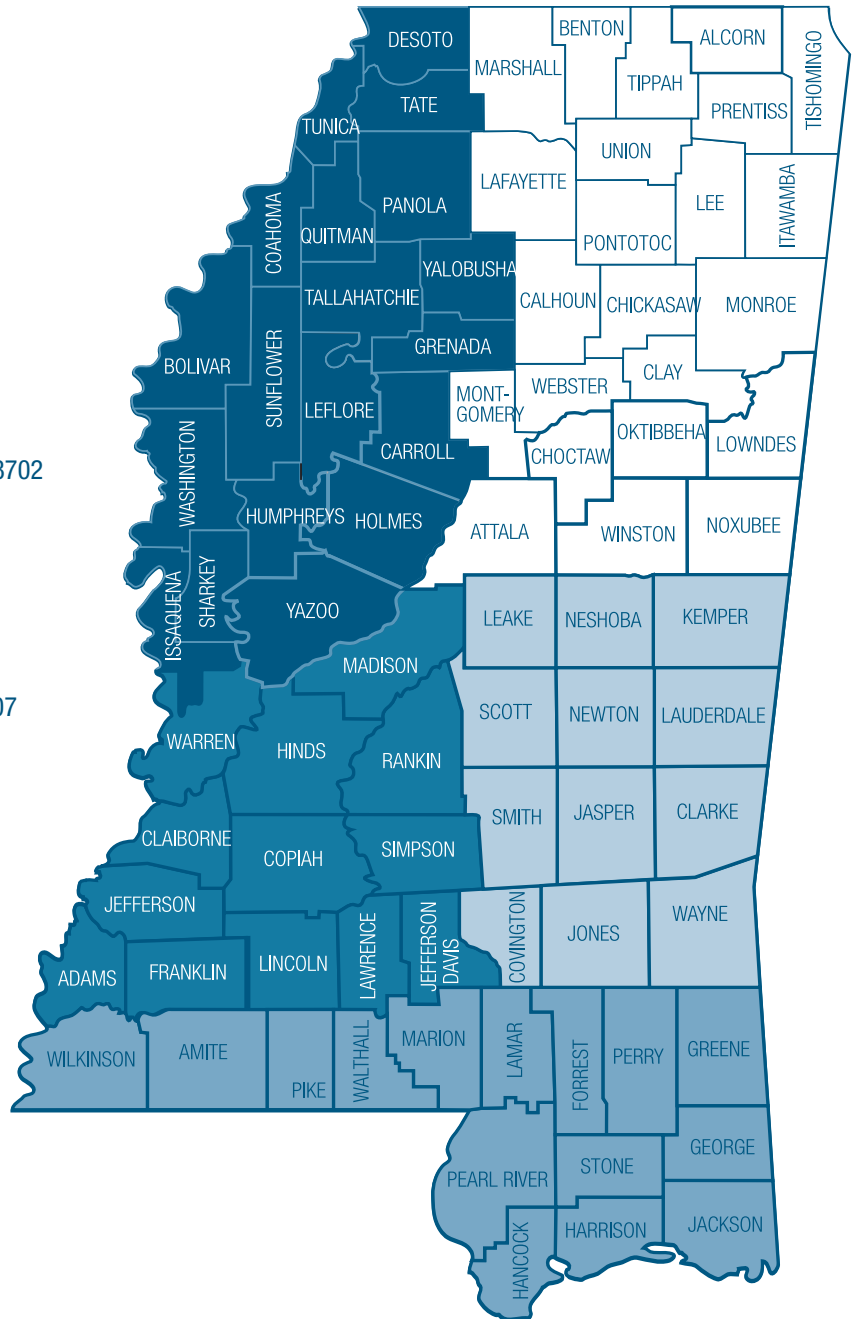 DESOTO
BENTON
ALCORN
TISHOMINGO
MARSHALL
TIPPAH
TATE
PRENTISS
TUNICA
UNION
LAFAYETTE
LEE
ITAWAMBA
PANOLA
COAHOMA
QUITMAN
PONTOTOC
YALOBUSHA
TALLAHATCHIE
CALHOUN
CHICKASAW
MONROE
SUNFLOWER
GRENADA
BOLIVAR
CLAY
WEBSTER
MONT-
GOMERY
LEFLORE
OKTIBBEHA
LOWNDES
CARROLL
CHOCTAW
3702
WASHINGTON
HUMPHREYS
HOLMES
ATTALA
WINSTON
NOXUBEE
ISSAQUENA
SHARKEY
YAZOO
LEAKE
NESHOBA
KEMPER
MADISON
07
SCOTT
NEWTON
LAUDERDALE
WARREN
HINDS
RANKIN
SMITH
JASPER
CLARKE
CLAIBORNE
COPIAH
SIMPSON
JEFFERSON
LAWRENCE
JEFFERSON
DAVIS
COVINGTON
JONES
WAYNE
ADAMS
FRANKLIN
LINCOLN
WILKINSON
AMITE
PIKE
WALTHALL
MARION
LAMAR
FORREST
PERRY
GREENE
PEARL RIVER
STONE
GEORGE
HANCOCK
HARRISON
JACKSON